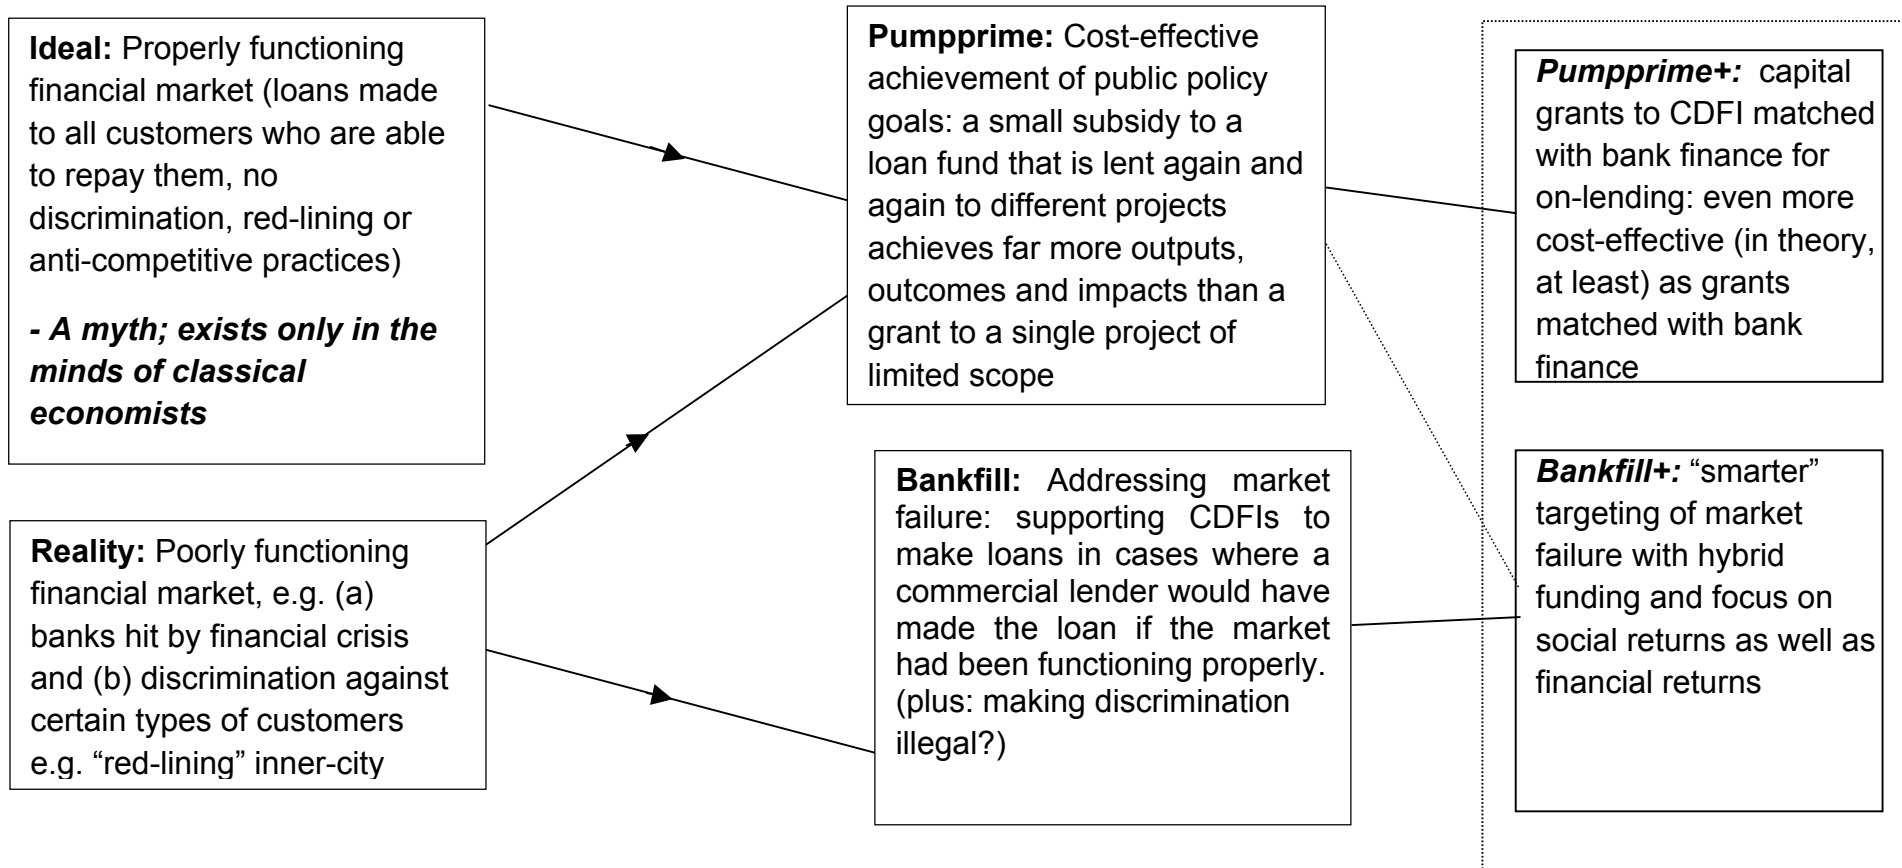 Ideal: Properly functioning
financial market (loans made
to all customers who are able
to repay them, no
discrimination, red-lining or
anti-competitive practices)
- A myth; exists only in the
minds of classical
economists
Reality: Poorly functioning
financial market, e.g. (a)
banks hit by financial crisis
and (b) discrimination against
certain types of customers
e.g. “red-lining” inner-city
Pumpprime: Cost-effective
achievement of public policy
goals: a small subsidy to a
loan fund that is lent again and
again to different projects
achieves far more outputs,
outcomes and impacts than a
grant to a single project of
limited scope
Bankfill: Addressing market
failure: supporting CDFIs to
make loans in cases where a
commercial lender would have
made the loan if the market
had been functioning properly.
(plus: making discrimination
illegal?)
Pumpprime+: capital
grants to CDFI matched
with bank finance for
on-lending: even more
cost-effective (in theory,
at least) as grants
matched with bank
finance
Bankfill+: “smarter”
targeting of market
failure with hybrid
funding and focus on
social returns as well as
financial returns